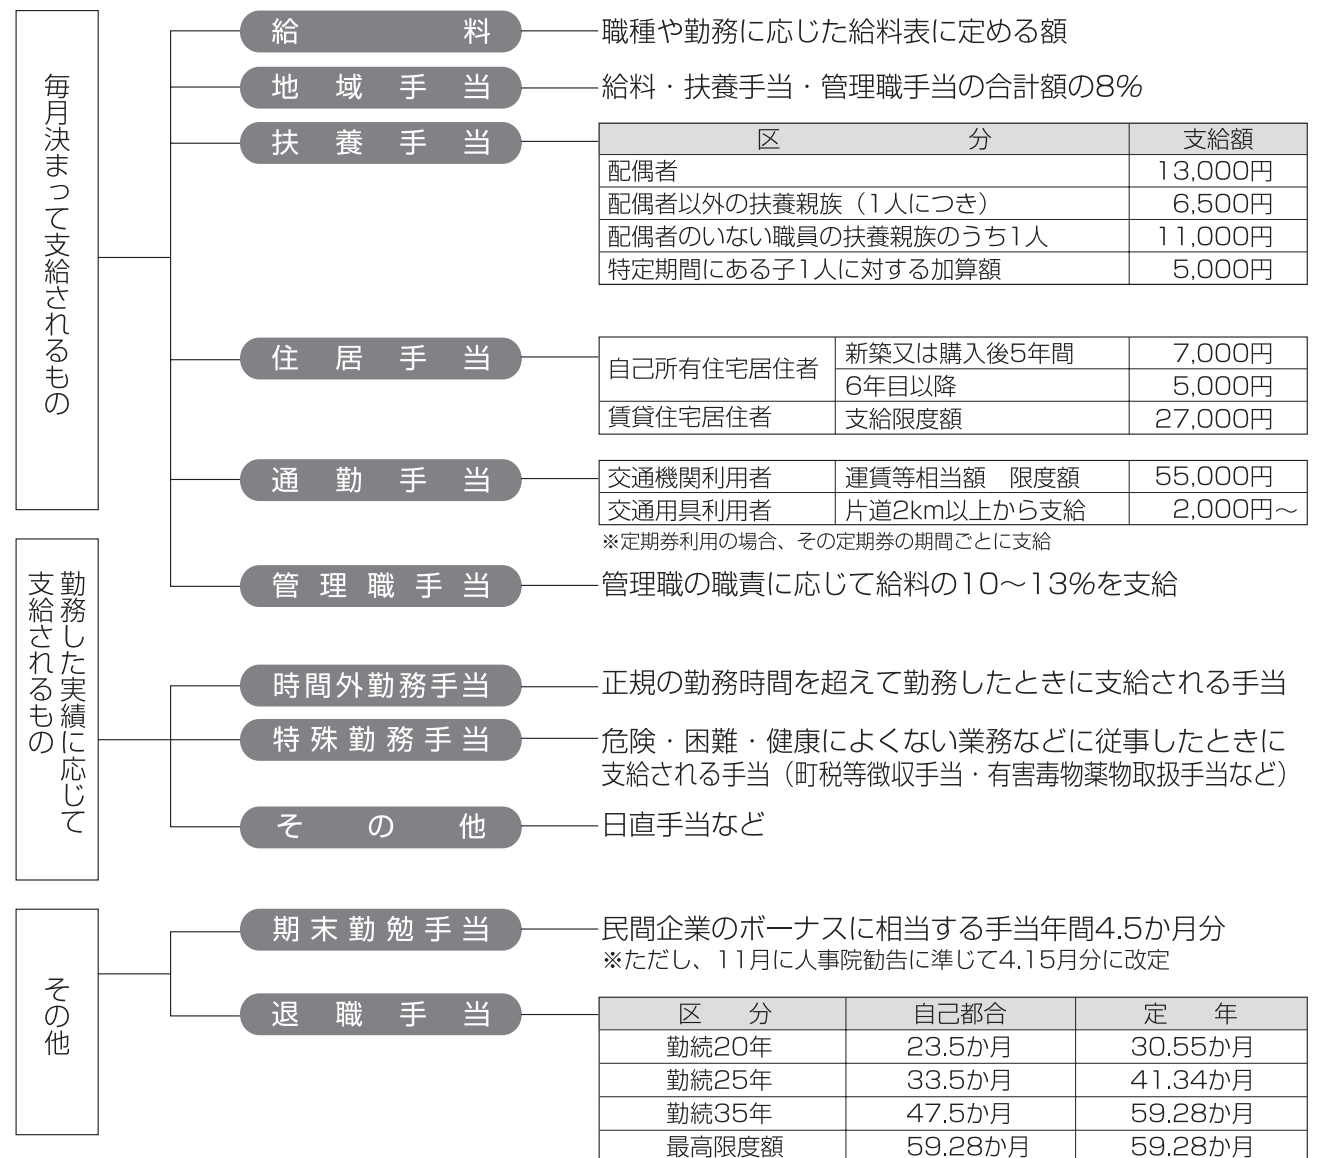 毎月決まって支給されるもの
給料
職種や勤務に応じた給料表に定める額
地域手当
給料・扶養手当・管理職手当の合計額の8%
扶養手当
区分 支給額
配偶者 13,000円
配偶者以外の扶養親族（1人につき） 6,500円
配偶者のいない職員の扶養親族のうち1人 11,000円
特定期間にある子1人に対する加算額 5,000円
住居手当
自己所有住宅居住者 新築又は購入後5年間 7,000円
6年目以降 5,000円
賃貸住宅居住者 支給限度額 27,000円
通勤手当
交通機関利用者 運賃等相当額　限度額 55,000円
交通用具利用者 片道2km以上から支給 2,000円～
※定期券利用の場合、その定期券の期間ごとに支給
管理職手当
管理職の職責に応じて給料の10～13%を支給
勤務した実績に応じて
支給されるもの
時間外勤務手当
正規の勤務時間を超えて勤務したときに支給される手当
特殊勤務手当
危険・困難・健康によくない業務などに従事したときに
支給される手当（町税等徴収手当・有害毒物薬物取扱手当など）
その他
日直手当など
その他
期末勤勉手当
民間企業のボーナスに相当する手当年間4.5か月分
※ただし、11月に人事院勧告に準じて4.15月分に改定
退職手当
区分 自己都合 定年
勤続20年 23.5か月 30.55か月
勤続25年 33.5か月 41.34か月
勤続35年 47.5か月 59.28か月
最高限度額 59.28か月 59.28か月